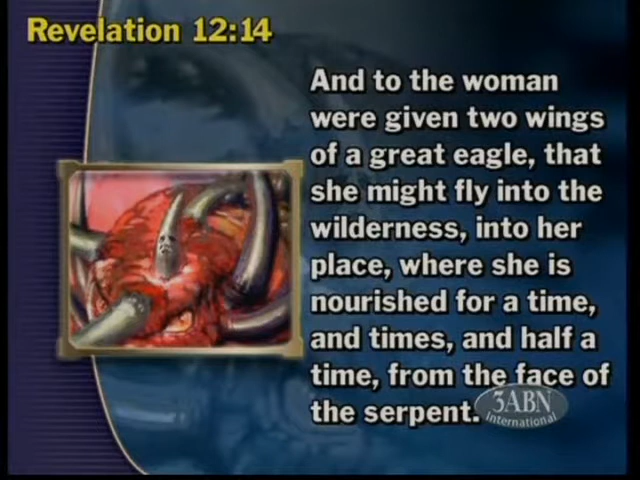 Revelation 12:14
And to the woman
were given two wings
of a great eagle, that
she might fly into the
wilderness, into her
place, where she is
nourished for a time,
and times, and half a
time, from the face of
the serpent.
3ABN
International